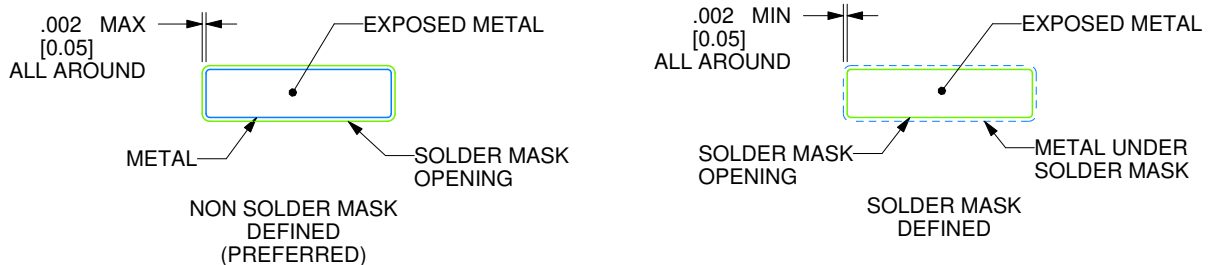 .002 MAX
[0.05]
ALL AROUND
EXPOSED METAL
METAL
SOLDER MASK
OPENING
NON SOLDER MASK
DEFINED
(PREFERRED)
.002 MIN
[0.05]
ALL AROUND
EXPOSED METAL
SOLDER MASK
OPENING
METAL UNDER
SOLDER MASK
SOLDER MASK
DEFINED